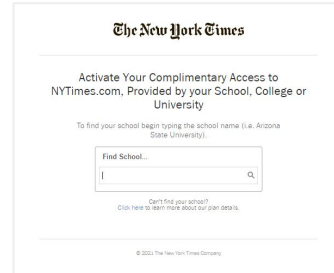 The New York Times
Activate Your Complimentary Access to
NYTimes.com, Provided by your School, College or
University
To find your school begin typing the school name (i.e. Arizona
State University).
Find School...
Can't find your school?
Click here to learn more about our plan details.
© 2021 The New York Times Company